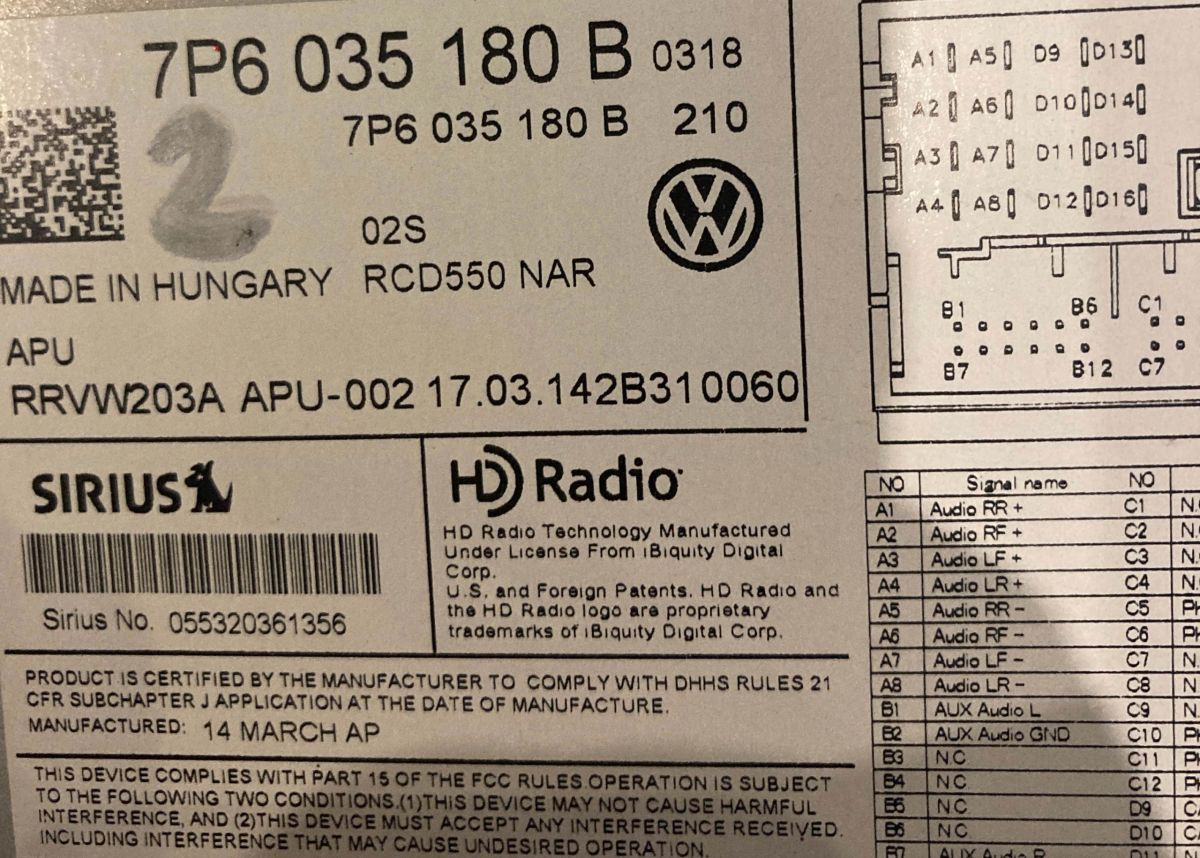 7P6 035 180 B 0318
7P6 035 180 B 210
2
02S
MADE IN HUNGARY RCD550 NAR
APU
RRVW203A APU-002 17.03.142B310060
SIRIUS
Sirius No. 055320361356
HD Radio
HD Radio Technology Manufactured
Under License From iBiquity Digital
Corp.
U.S. and Foreign Patents. HD Radio and
the HD Radio logo are proprietary
trademarks of iBiquity Digital Corp.
PRODUCT IS CERTIFIED BY THE MANUFACTURER TO COMPLY WITH DHHS RULES 21
CFR SUBCHAPTER J APPLICATION AT THE DATE OF MANUFACTURE.
MANUFACTURED: 14 MARCH AP
THIS DEVICE COMPLIES WITH PART 15 OF THE FCC RULES.OPERATION IS SUBJECT
TO THE FOLLOWING TWO CONDITIONS.(1)THIS DEVICE MAY NOT CAUSE HARMFUL
INTERFERENCE, AND (2)THIS DEVICE MUST ACCEPT ANY INTERFERENCE RECEIVED.
INCLUDING INTERFERENCE THAT MAY CAUSE UNDESIRED OPERATION.
A1 A5 D9 D13
A2 A6 D10 D14
A3 A7 D11 D15
A4 A8 D12 D16
B1 B6 C1
B7 B12 C7
NO Signal name NO
A1 Audio RR + C1
A2 Audio RF + C2
A3 Audio LF + C3
A4 Audio LR + C4
A5 Audio RR - C5
A6 Audio RF - C6
A7 Audio LF - C7
A8 Audio LR - C8
B1 AUX Audio L C9
B2 AUX Audio GND C10
B3 N.C. C11
B4 N.C. C12
B5 N.C. D9
B6 N.C. D10
B7 AUX Audio R D11